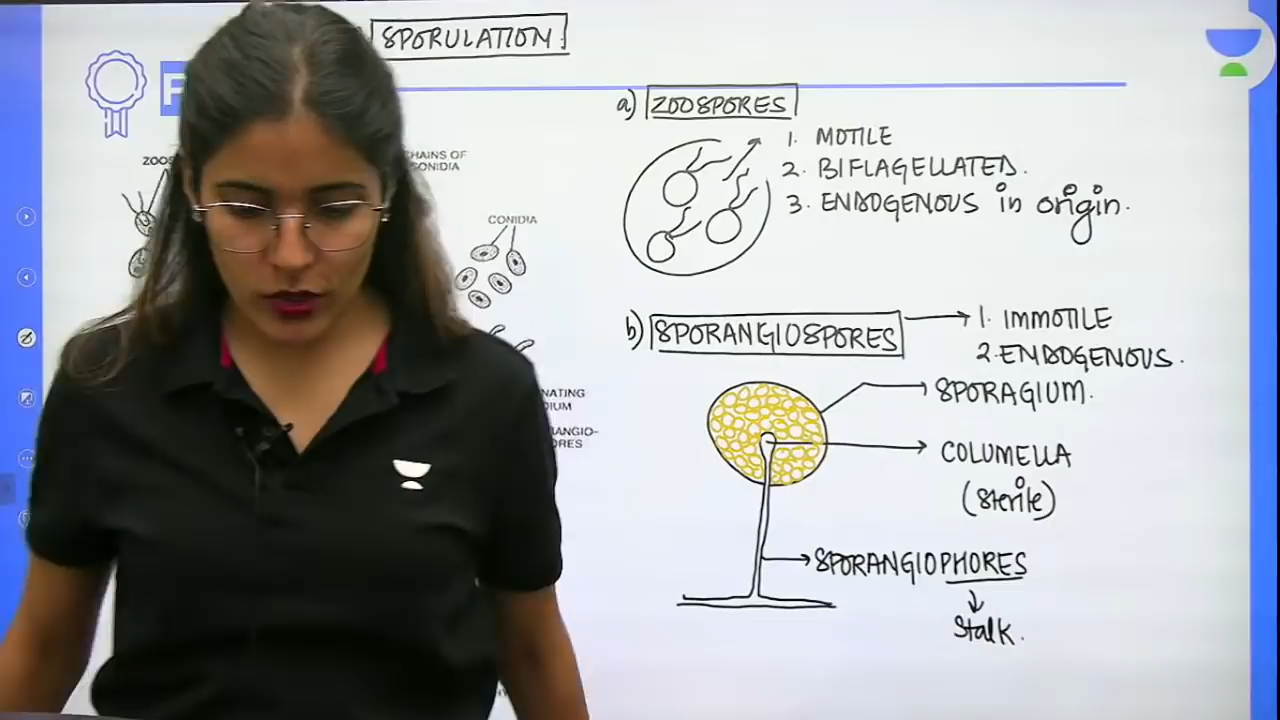 SPORULATION.
F
a) ZOOSPORES
1. MOTILE
2. BIFLAGELLATED.
3. ENDOGENOUS in origin.
CHAINS OF
CONIDIA
CONIDIA
b) SPORANGIOSPORES
1. IMMOTILE
2. ENDOGENOUS.
SPORAGIUM.
COLUMELLA
(Sterile)
SPORANGIOPHORES
Stalk.